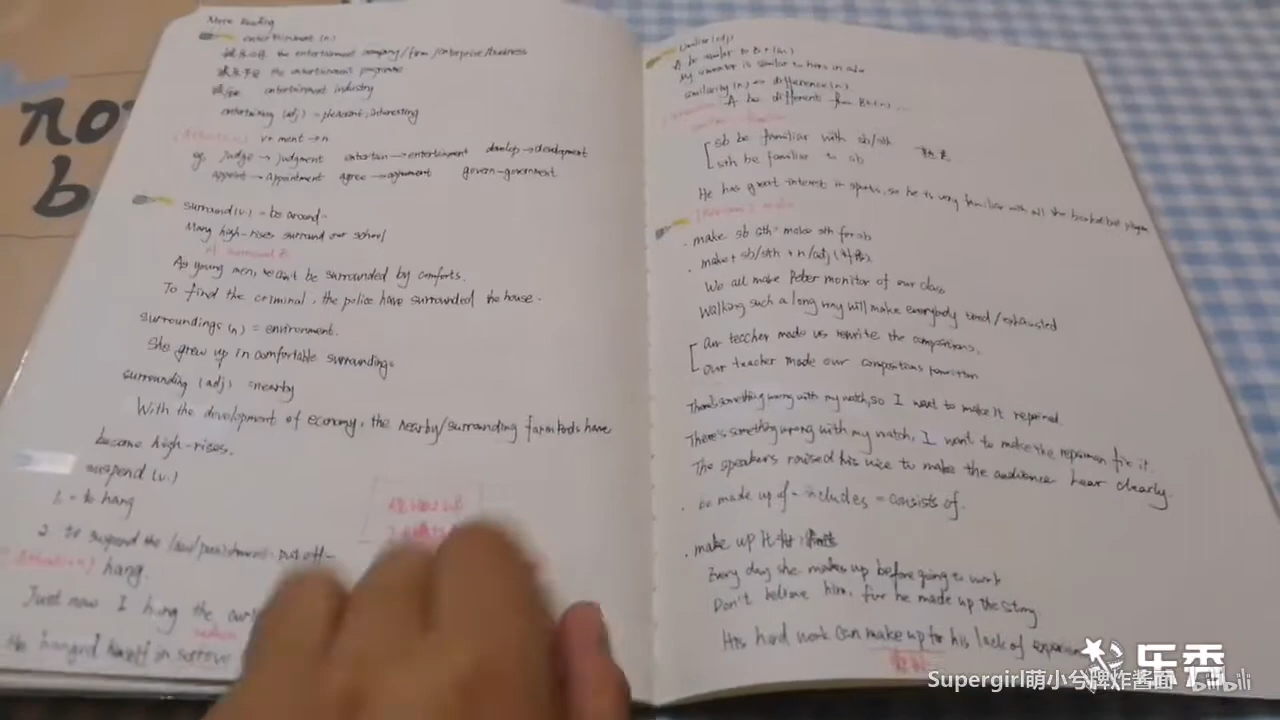 no
b
More Reading
entertainment (n)
娱乐公司 the entertainment company/firm/enterprise/business
娱乐节目 the entertainment programme
entertainment industry
entertaining (adj) = pleasant, interesting
(Attention) v + ment → n
eg. judge → judgment entertain → entertainment develop → development
appoint → appointment agree → agreement govern - government
surround (v.) = be around
Many high-rises surround our school
A surround B
As young men, we can't be surrounded by comforts.
To find the criminal, the police have surrounded the house.
surroundings (n) = environment.
She grew up in comfortable surroundings
surrounding (adj) = nearby
With the development of economy, the nearby/surrounding farmlands have
become high-rises.
suspend (v.)
1. = to hang
2. to suspend the put off
(Attention) hang.
Just now I hung the
He hanged himself in sorrow
similar (adj)
A be similar to B + (n)
My is similar to hers in
similarity (n) ↔ difference (n)
A be different from B + (n)
sb be familiar with sb/sth 熟悉
sth be familiar to sb
He has great interest in sports, so he is very familiar with all the basketball players
make sb sth = make sth for sb
make + sb/sth + n/adj
We all make Peter monitor of our class
Walking such a long way will make everybody tired/exhausted
Our teacher made us rewrite the compositions.
Our teacher made our compositions rewritten
There's something wrong with my watch, so I want to make it repaired.
There's something wrong with my watch, I want to make the repairman fix it.
The speakers raised his voice to make the audience hear clearly.
be made up of = includes = consists of.
make up
Every day she makes up before going to work
Don't believe him, for he made up the story
His hard work can make up for his lack of
乐秀
Supergirl萌小兮牌炸酱面 bilibili